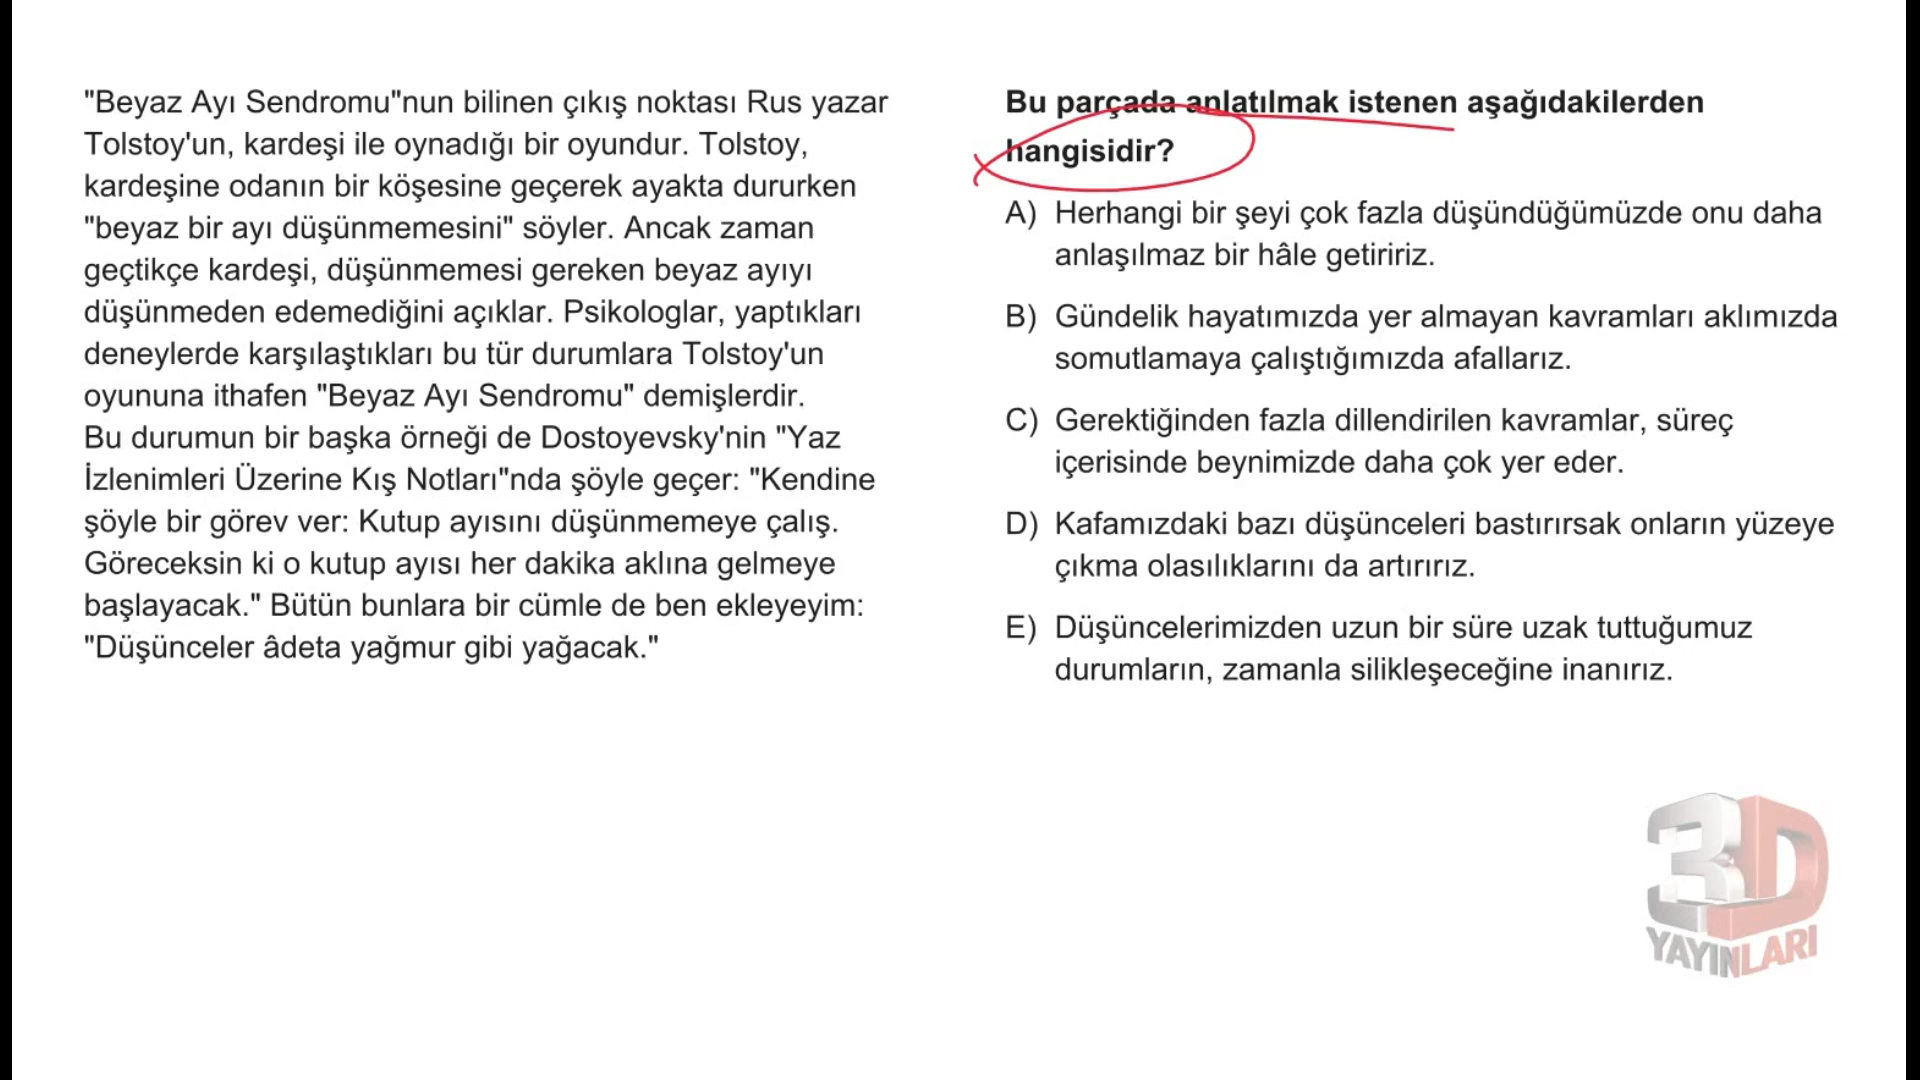 "Beyaz Ayı Sendromu"nun bilinen çıkış noktası Rus yazar
Tolstoy'un, kardeşi ile oynadığı bir oyundur. Tolstoy,
kardeşine odanın bir köşesine geçerek ayakta dururken
"beyaz bir ayı düşünmemesini" söyler. Ancak zaman
geçtikçe kardeşi, düşünmemesi gereken beyaz ayıyı
düşünmeden edemediğini açıklar. Psikologlar, yaptıkları
deneylerde karşılaştıkları bu tür durumlara Tolstoy'un
oyununa ithafen "Beyaz Ayı Sendromu" demişlerdir.
Bu durumun bir başka örneği de Dostoyevsky'nin "Yaz
İzlenimleri Üzerine Kış Notları"nda şöyle geçer: "Kendine
şöyle bir görev ver: Kutup ayısını düşünmemeye çalış.
Göreceksin ki o kutup ayısı her dakika aklına gelmeye
başlayacak." Bütün bunlara bir cümle de ben ekleyeyim:
"Düşünceler âdeta yağmur gibi yağacak."
Bu parçada anlatılmak istenen aşağıdakilerden
hangisidir?
A) Herhangi bir şeyi çok fazla düşündüğümüzde onu daha
anlaşılmaz bir hâle getiririz.
B) Gündelik hayatımızda yer almayan kavramları aklımızda
somutlamaya çalıştığımızda afallarız.
C) Gerektiğinden fazla dillendirilen kavramlar, süreç
içerisinde beynimizde daha çok yer eder.
D) Kafamızdaki bazı düşünceleri bastırırsak onların yüzeye
çıkma olasılıklarını da artırırız.
E) Düşüncelerimizden uzun bir süre uzak tuttuğumuz
durumların, zamanla silikleşeceğine inanırız.
3D
YAYINLARI